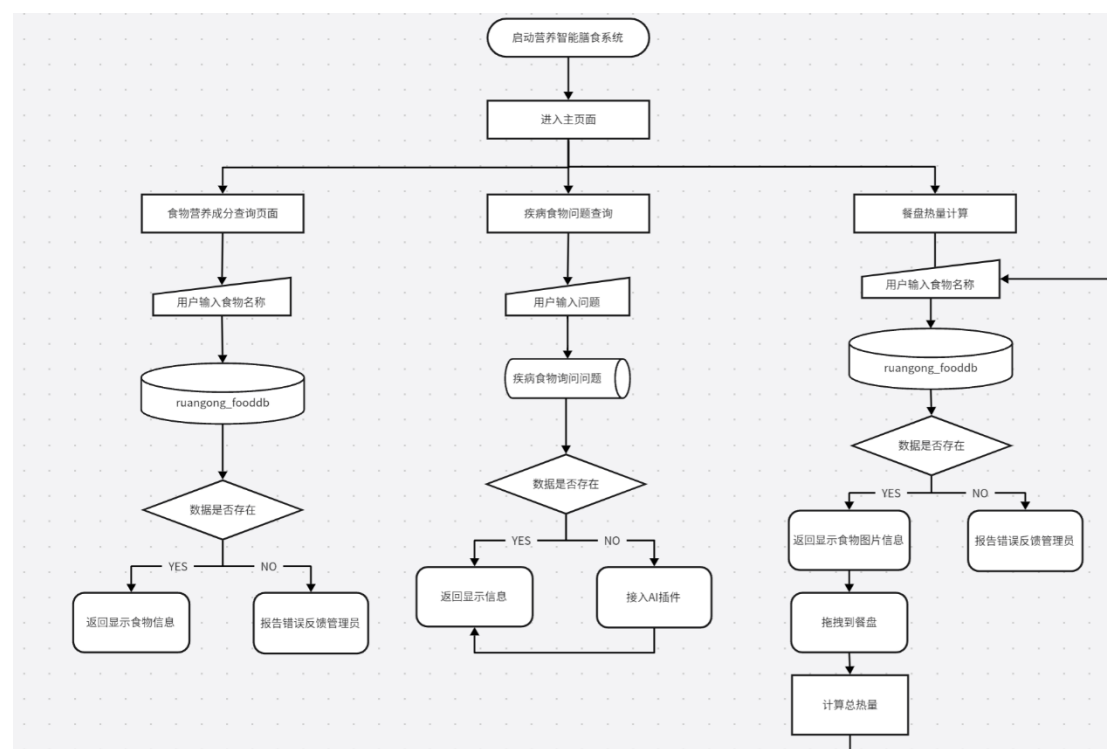 启动营养智能膳食系统
进入主页面
食物营养成分查询页面
疾病食物问题查询
餐盘热量计算
用户输入食物名称
用户输入问题
用户输入食物名称
ruangong_fooddb
疾病食物询问问题
ruangong_fooddb
数据是否存在
数据是否存在
数据是否存在
YES
NO
YES
NO
YES
NO
返回显示食物信息
报告错误反馈管理员
返回显示信息
接入AI插件
返回显示食物图片信息
报告错误反馈管理员
拖拽到餐盘
计算总热量